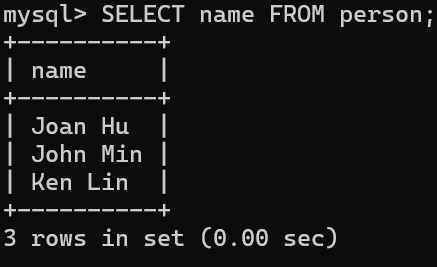 mysql> SELECT name FROM person;
+----------+
| name     |
+----------+
| Joan Hu  |
| John Min |
| Ken Lin  |
+----------+
3 rows in set (0.00 sec)